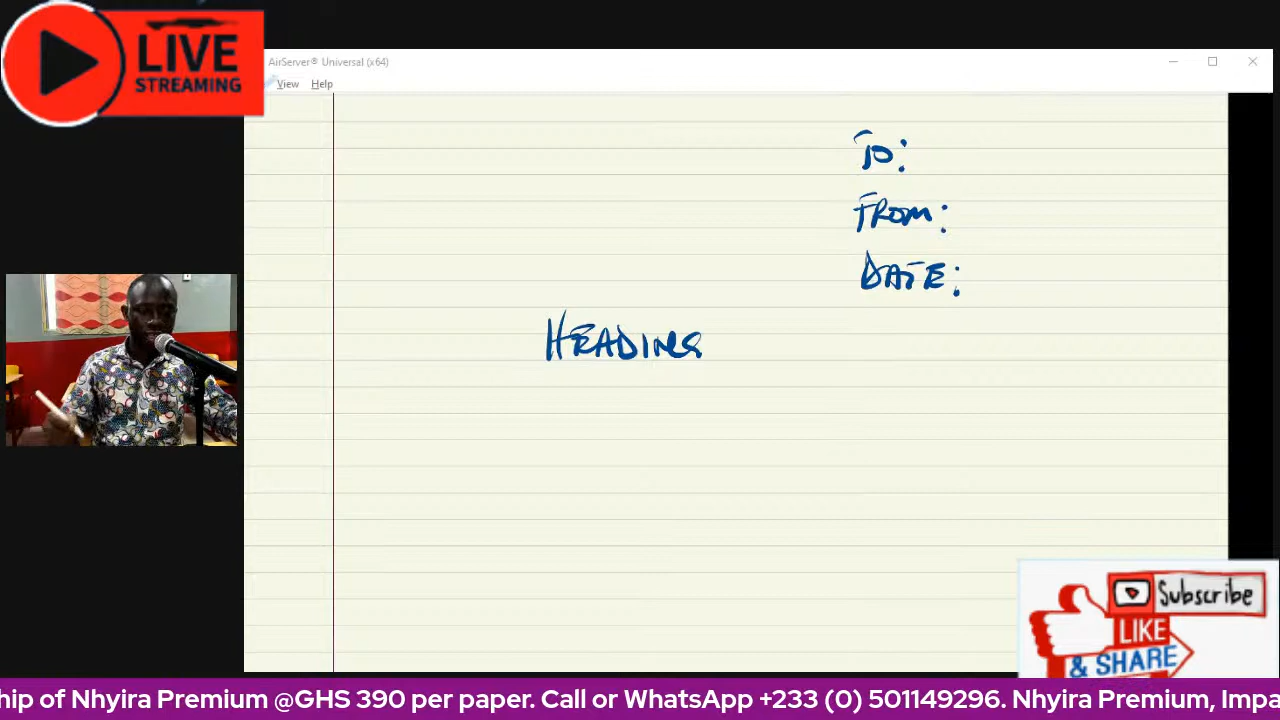 LIVE
STREAMING
AirServer® Universal (x64)
View Help
TO:
FROM:
DATE:
HEADING
Subscribe
LIKE
& SHARE
hip of Nhyira Premium @GHS 390 per paper. Call or WhatsApp +233 (0) 501149296. Nhyira Premium, Impa